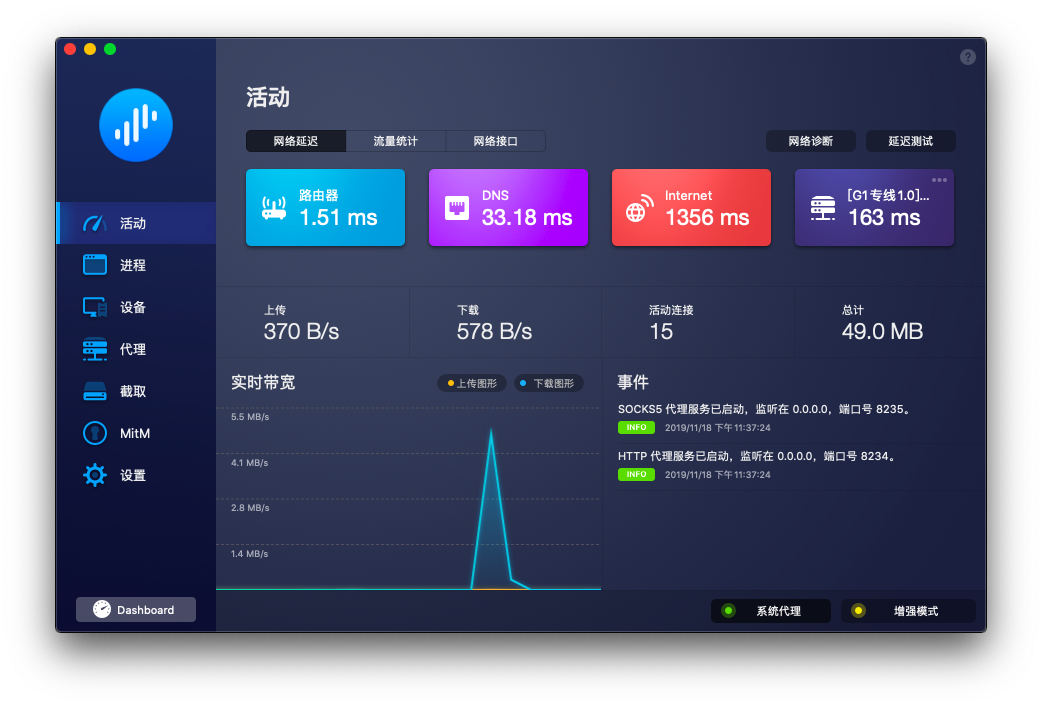 ?
活动
网络延迟 流量统计 网络接口 网络诊断 延迟测试
路由器
1.51 ms
DNS
33.18 ms
Internet
1356 ms
[G1专线1.0]...
163 ms
活动
进程
设备
代理
截取
MitM
设置
Dashboard
上传
370 B/s
下载
578 B/s
活动连接
15
总计
49.0 MB
实时带宽 上传图形 下载图形
5.5 MB/s
4.1 MB/s
2.8 MB/s
1.4 MB/s
事件
SOCKS5 代理服务已启动，监听在 0.0.0.0，端口号 8235。
INFO 2019/11/18 下午11:37:24
HTTP 代理服务已启动，监听在 0.0.0.0，端口号 8234。
INFO 2019/11/18 下午11:37:24
系统代理 增强模式